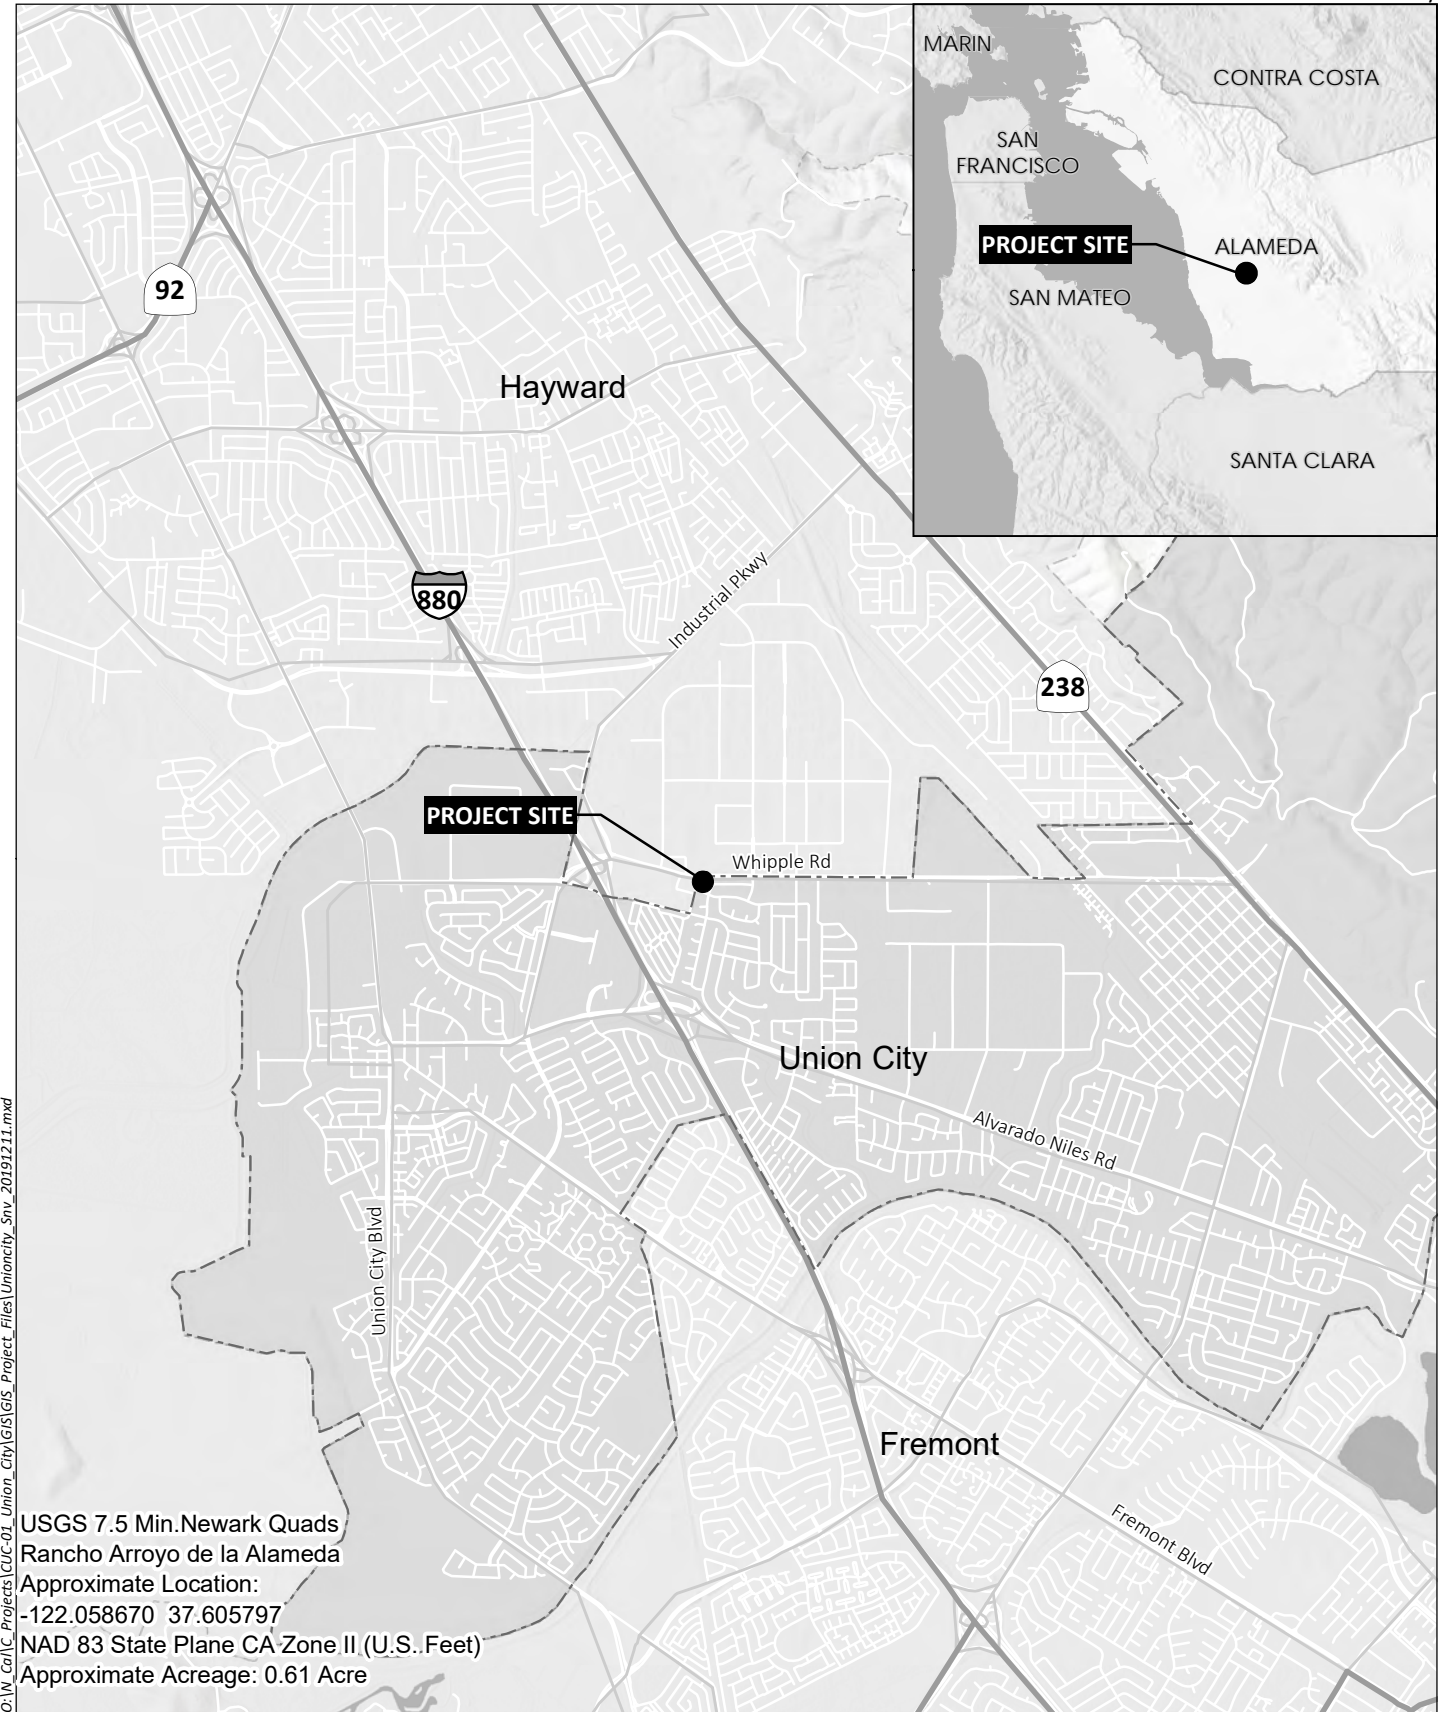 MARIN
CONTRA COSTA
SAN
FRANCISCO
PROJECT SITE
ALAMEDA
SAN MATEO
SANTA CLARA
92
Hayward
880
Industrial Pkwy
238
PROJECT SITE
Whipple Rd
Union City
Alvarado Niles Rd
Union City Blvd
Fremont
Fremont Blvd
USGS 7.5 Min.Newark Quads
Rancho Arroyo de la Alameda
Approximate Location:
-122.058670 37.605797
NAD 83 State Plane CA Zone II (U.S. Feet)
Approximate Acreage: 0.61 Acre
O:\N_Cal\C_Projects\CUC-01_Union_City\GIS\GIS_Project_Files\Unioncity_Snv_20191211.mxd